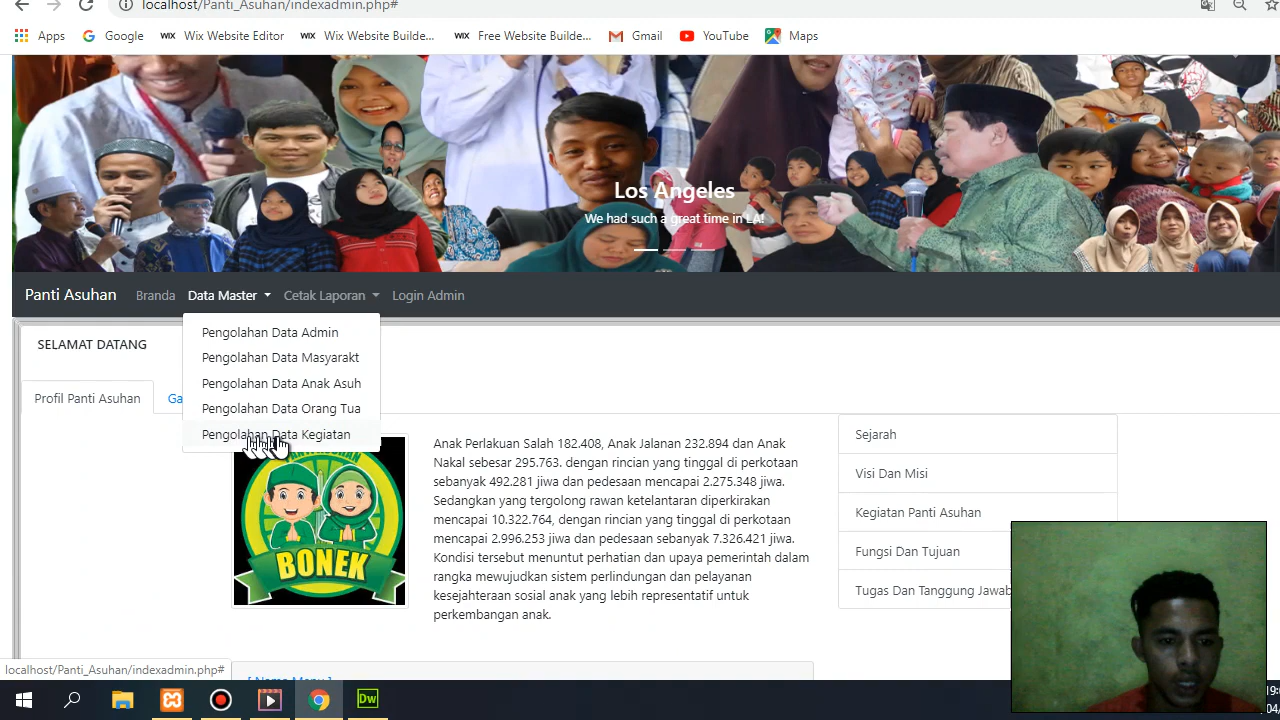 localhost/Panti_Asuhan/indexadmin.php#
Apps
Google
WIX Wix Website Editor
WIX Wix Website Builde...
WIX Free Website Builde...
Gmail
YouTube
Maps
Los Angeles
We had such a great time in LA!
Panti Asuhan
Branda
Data Master
Cetak Laporan
Login Admin
Pengolahan Data Admin
Pengolahan Data Masyarakt
Pengolahan Data Anak Asuh
Pengolahan Data Orang Tua
Pengolahan Data Kegiatan
SELAMAT DATANG
Profil Panti Asuhan
Ga
BONEK
Anak Perlakuan Salah 182.408, Anak Jalanan 232.894 dan Anak
Nakal sebesar 295.763. dengan rincian yang tinggal di perkotaan
sebanyak 492.281 jiwa dan pedesaan mencapai 2.275.348 jiwa.
Sedangkan yang tergolong rawan ketelantaran diperkirakan
mencapai 10.322.764, dengan rincian yang tinggal di perkotaan
mencapai 2.996.253 jiwa dan pedesaan sebanyak 7.326.421 jiwa.
Kondisi tersebut menuntut perhatian dan upaya pemerintah dalam
rangka mewujudkan sistem perlindungan dan pelayanan
kesejahteraan sosial anak yang lebih representatif untuk
perkembangan anak.
Sejarah
Visi Dan Misi
Kegiatan Panti Asuhan
Fungsi Dan Tujuan
Tugas Dan Tanggung Jawab
localhost/Panti_Asuhan/indexadmin.php#
Dw